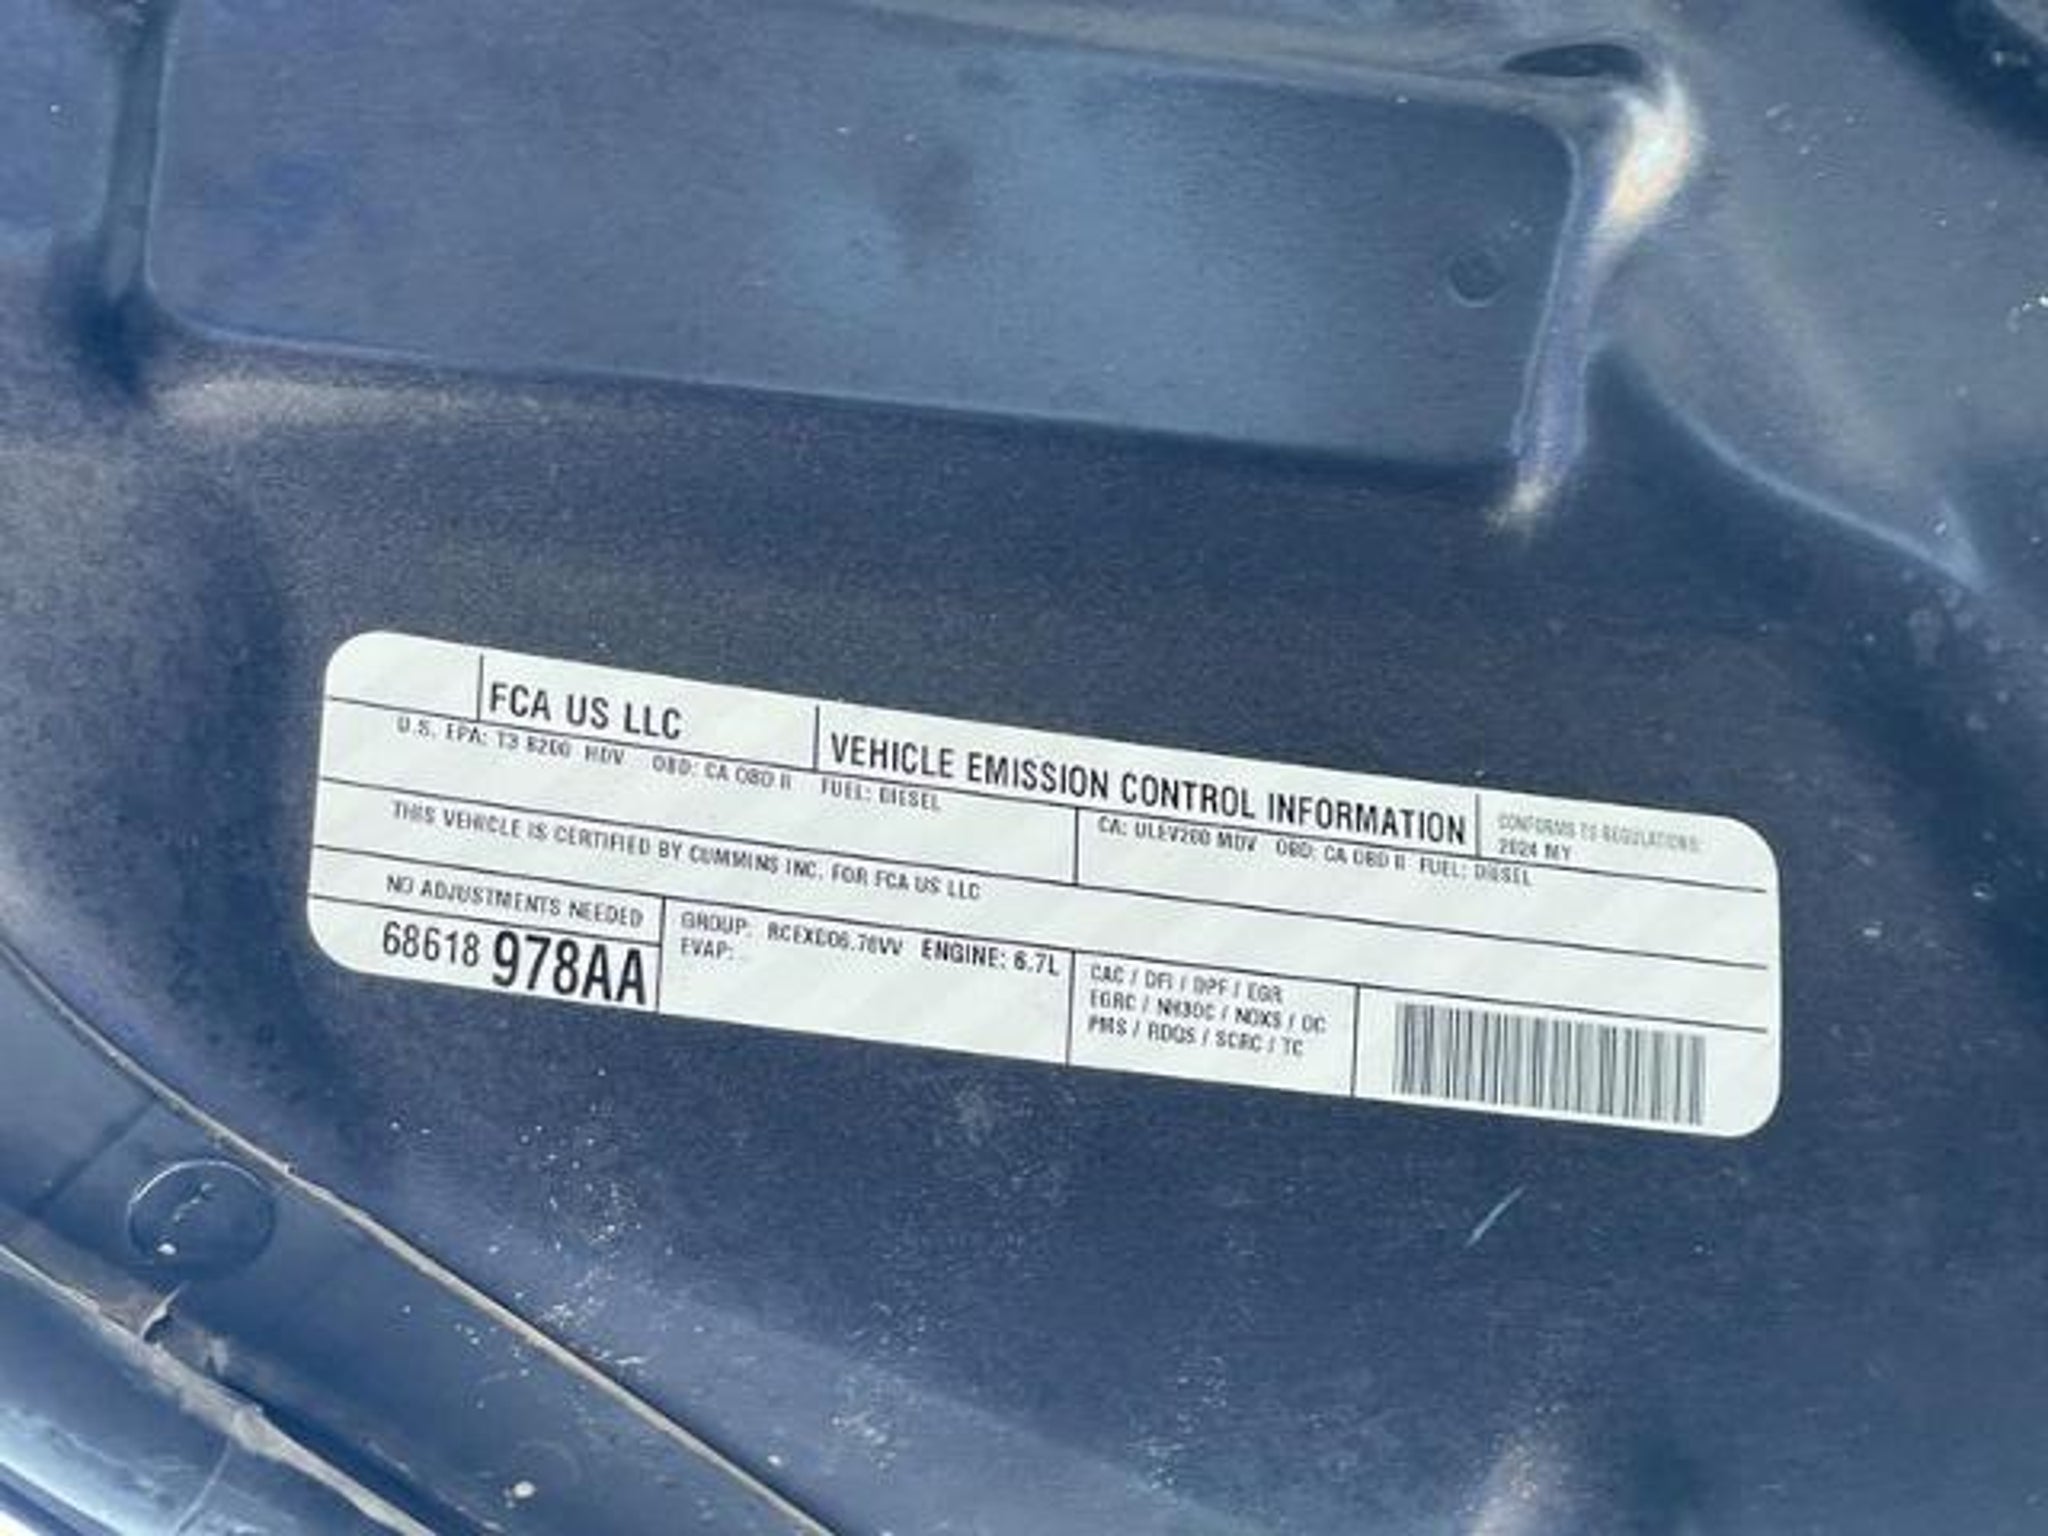 FCA US LLC
VEHICLE EMISSION CONTROL INFORMATION
CONFORMS TO REGULATIONS:
2024 MY
U.S. EPA: T3 B200 HDV OBD: CA OBD II FUEL: DIESEL
CA: ULEV200 MDV OBD: CA OBD II FUEL: DIESEL
THIS VEHICLE IS CERTIFIED BY CUMMINS INC. FOR FCA US LLC
NO ADJUSTMENTS NEEDED
68618 978AA
GROUP: ENGINE: 6.7L
EVAP:
CAC / DFI / DPF / EGR
EGRC / NH3OC / NOXS / OC
PMS / RDQS / SCRC / TC